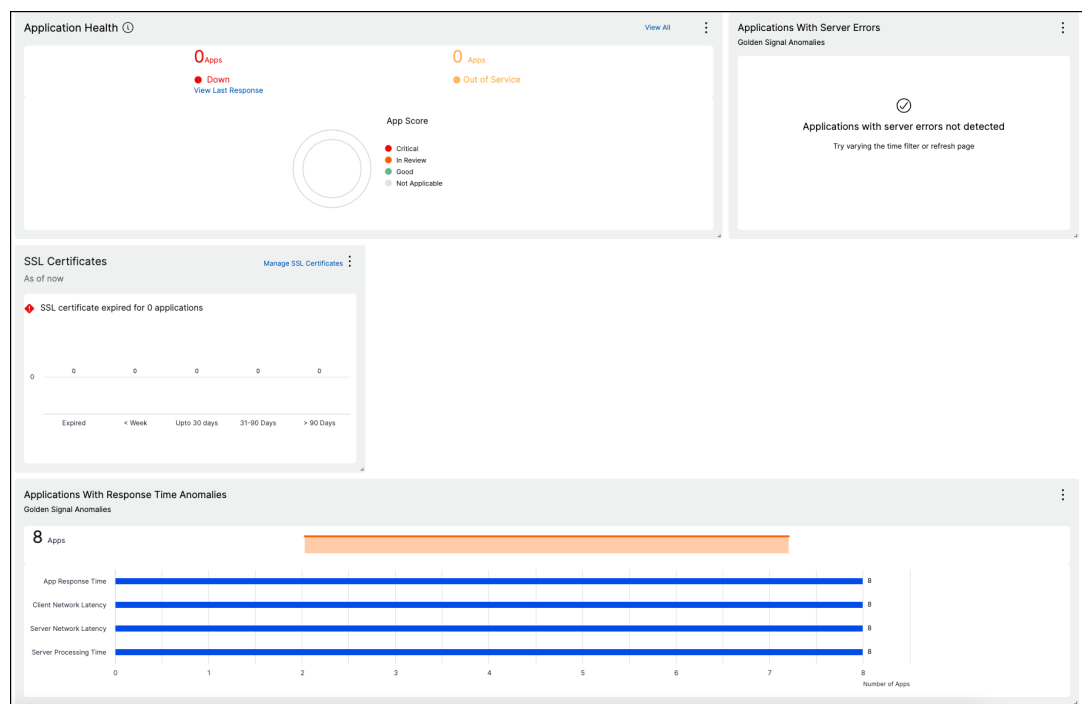 Application Health
View All
0 Apps
Down
View Last Response
0 Apps
Out of Service
App Score
Critical
In Review
Good
Not Applicable
Applications With Server Errors
Golden Signal Anomalies
Applications with server errors not detected
Try varying the time filter or refresh page
SSL Certificates
Manage SSL Certificates
As of now
SSL certificate expired for 0 applications
0 0 0 0 0
0
Expired < Week Upto 30 days 31-90 Days > 90 Days
Applications With Response Time Anomalies
Golden Signal Anomalies
8 Apps
App Response Time 8
Client Network Latency 8
Server Network Latency 8
Server Processing Time 8
0 1 2 3 4 5 6 7 8
Number of Apps